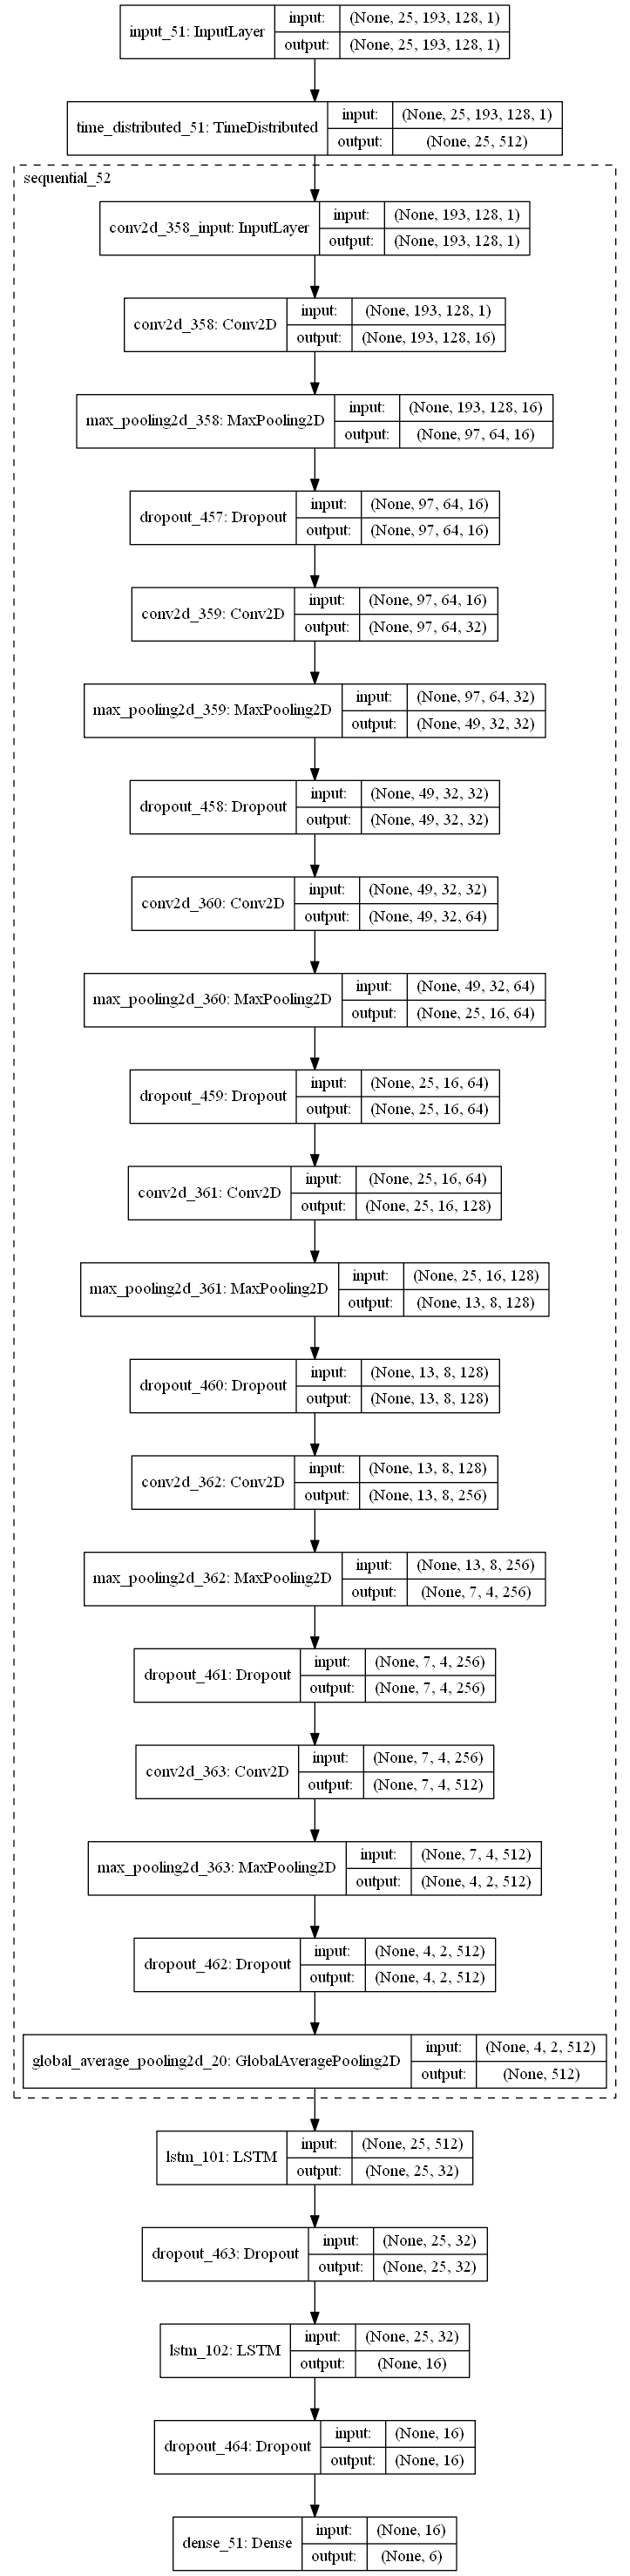 input_51: InputLayer
input: (None, 25, 193, 128, 1)
output: (None, 25, 193, 128, 1)
time_distributed_51: TimeDistributed
input: (None, 25, 193, 128, 1)
output: (None, 25, 512)
sequential_52
conv2d_358_input: InputLayer
input: (None, 193, 128, 1)
output: (None, 193, 128, 1)
conv2d_358: Conv2D
input: (None, 193, 128, 1)
output: (None, 193, 128, 16)
max_pooling2d_358: MaxPooling2D
input: (None, 193, 128, 16)
output: (None, 97, 64, 16)
dropout_457: Dropout
input: (None, 97, 64, 16)
output: (None, 97, 64, 16)
conv2d_359: Conv2D
input: (None, 97, 64, 16)
output: (None, 97, 64, 32)
max_pooling2d_359: MaxPooling2D
input: (None, 97, 64, 32)
output: (None, 49, 32, 32)
dropout_458: Dropout
input: (None, 49, 32, 32)
output: (None, 49, 32, 32)
conv2d_360: Conv2D
input: (None, 49, 32, 32)
output: (None, 49, 32, 64)
max_pooling2d_360: MaxPooling2D
input: (None, 49, 32, 64)
output: (None, 25, 16, 64)
dropout_459: Dropout
input: (None, 25, 16, 64)
output: (None, 25, 16, 64)
conv2d_361: Conv2D
input: (None, 25, 16, 64)
output: (None, 25, 16, 128)
max_pooling2d_361: MaxPooling2D
input: (None, 25, 16, 128)
output: (None, 13, 8, 128)
dropout_460: Dropout
input: (None, 13, 8, 128)
output: (None, 13, 8, 128)
conv2d_362: Conv2D
input: (None, 13, 8, 128)
output: (None, 13, 8, 256)
max_pooling2d_362: MaxPooling2D
input: (None, 13, 8, 256)
output: (None, 7, 4, 256)
dropout_461: Dropout
input: (None, 7, 4, 256)
output: (None, 7, 4, 256)
conv2d_363: Conv2D
input: (None, 7, 4, 256)
output: (None, 7, 4, 512)
max_pooling2d_363: MaxPooling2D
input: (None, 7, 4, 512)
output: (None, 4, 2, 512)
dropout_462: Dropout
input: (None, 4, 2, 512)
output: (None, 4, 2, 512)
global_average_pooling2d_20: GlobalAveragePooling2D
input: (None, 4, 2, 512)
output: (None, 512)
lstm_101: LSTM
input: (None, 25, 512)
output: (None, 25, 32)
dropout_463: Dropout
input: (None, 25, 32)
output: (None, 25, 32)
lstm_102: LSTM
input: (None, 25, 32)
output: (None, 16)
dropout_464: Dropout
input: (None, 16)
output: (None, 16)
dense_51: Dense
input: (None, 16)
output: (None, 6)